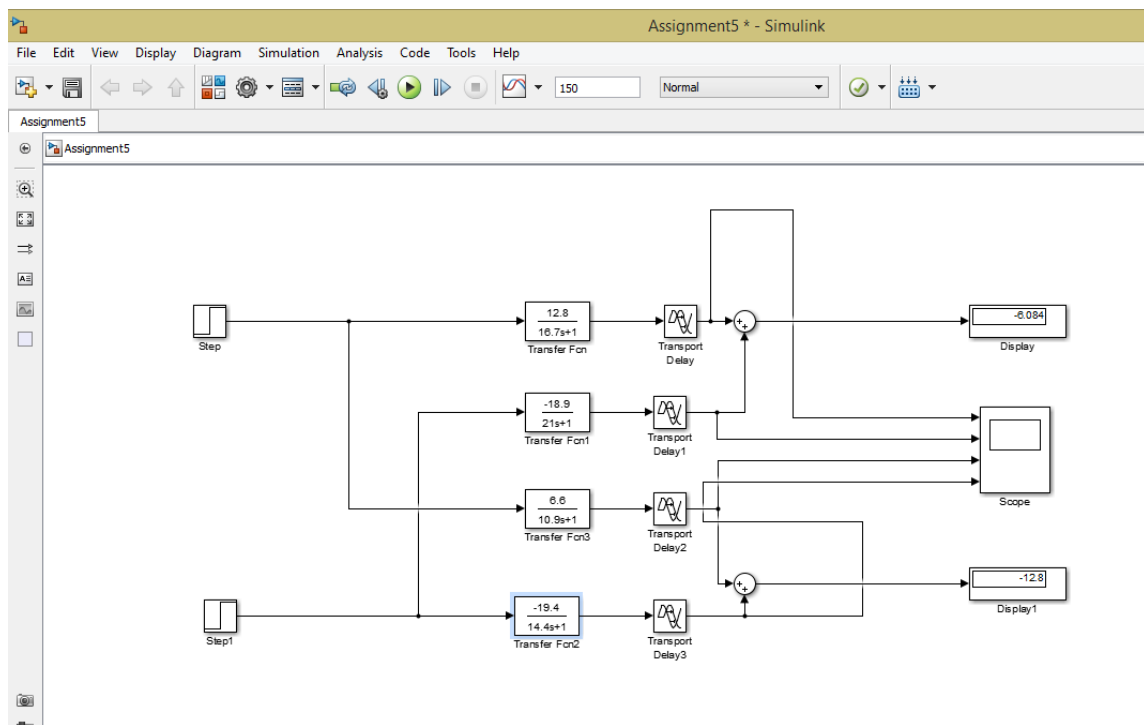 Assignment5 * - Simulink
File Edit View Display Diagram Simulation Analysis Code Tools Help
150 Normal
Assignment5
Assignment5
Step
12.8
16.7s+1
Transfer Fcn
Transport
Delay
++
-6.084
Display
-18.9
21s+1
Transfer Fcn1
Transport
Delay1
Scope
6.6
10.9s+1
Transfer Fcn3
Transport
Delay2
Step1
-19.4
14.4s+1
Transfer Fcn2
Transport
Delay3
++
-12.8
Display1